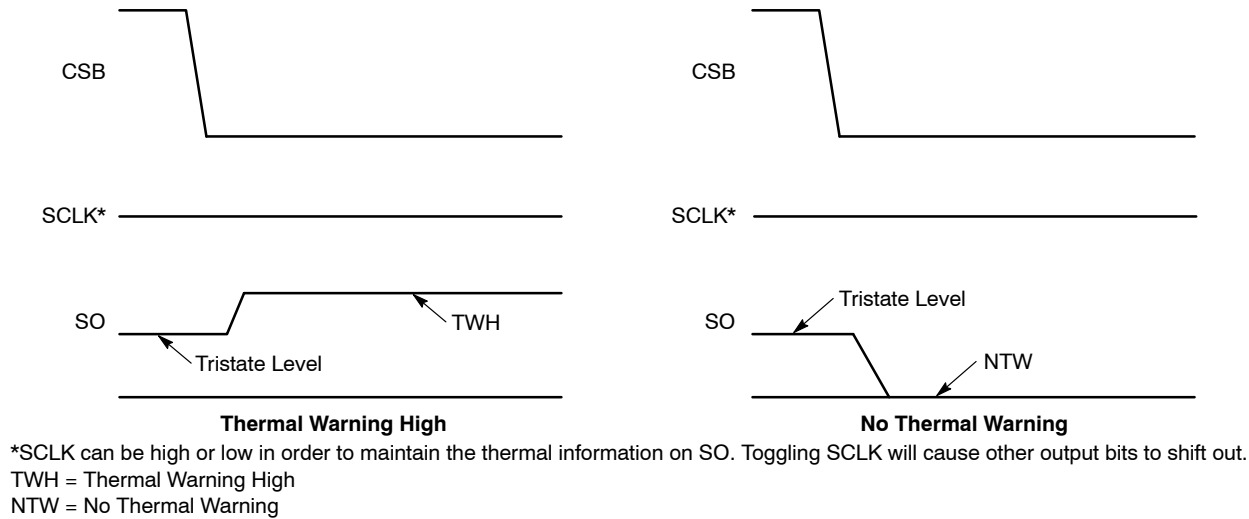 CSB
SCLK*
SO
TWH
Tristate Level
Thermal Warning High
CSB
SCLK*
SO
Tristate Level
NTW
No Thermal Warning
*SCLK can be high or low in order to maintain the thermal information on SO. Toggling SCLK will cause other output bits to shift out.
TWH = Thermal Warning High
NTW = No Thermal Warning